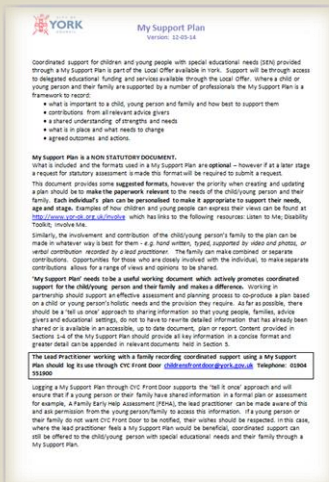 CITY OF
YORK
COUNCIL
My Support Plan
Version: 12-03-14
Coordinated support for children and young people with special educational needs (SEN) provided
through a My Support Plan is part of the Local Offer available in York. Support will be through access
to delegated educational funding and services available through the Local Offer. Where a child or
young person and their family are supported by a number of professionals the My Support Plan is a
framework to record:
• what is important to a child, young person and family and how best to support them
• contributions from all relevant advice givers
• a shared understanding of strengths and needs
• what is in place and what needs to change
• agreed outcomes and actions.
My Support Plan is a NON STATUTORY DOCUMENT.
What is included and the formats used in a My Support Plan are optional – however if at a later stage
a request for statutory assessment is made this format will be required to submit a request.
This document provides some suggested formats, however the priority when creating and updating
a plan should be to make the paperwork relevant to the needs of the child/young person and their
family. Each individual's plan can be personalised to make it appropriate to support their needs,
age and stage. Examples of how children and young people can express their views can be found at
http://www.yor-ok.org.uk/involve which has links to the following resources: Listen to Me; Disability
Toolkit; Involve Me.
Similarly, the involvement and contribution of the child/young person's family to the plan can be
made in whatever way is best for them - e.g. hand written, typed, supported by video and photos, or
verbal contribution recorded by a lead practitioner. The family can make combined or separate
contributions. Opportunities for those who are closely involved with the individual, to make separate
contributions allows for a range of views and opinions to be shared.
'My Support Plan' needs to be a useful working document which actively promotes coordinated
support for the child/young person and their family and makes a difference. Working in
partnership should support an effective assessment and planning process to co-produce a plan based
on a child or young person's holistic needs and the provision they require. As far as possible, there
should be a 'tell us once' approach to sharing information so that young people, families, advice
givers and educational settings, do not have to rewrite detailed information that has already been
shared or is available in an accessible, up to date document, plan or report. Content provided in
Sections 1-4 of the My Support Plan should provide all key information in a concise format and
greater detail can be appended in relevant documents held in Section 5.
The Lead Practitioner working with a family recording coordinated support using a My Support
Plan should log its use through CYC Front Door childrensfrontdoor@york.gov.uk Telephone: 01904
551900
Logging a My Support Plan through CYC Front Door supports the 'tell it once' approach and will
ensure that if a young person or their family have shared information in a formal plan or assessment
for example, A Family Early Help Assessment (FEHA), the lead practitioner can be made aware of this
and ask permission from the young person/family to access this information. If a young person or
their family do not want CYC Front Door to be notified, their wishes should be respected. In this case,
where the lead practitioner feels a My Support Plan would be beneficial, coordinated support can
still be offered to the child/young person with special educational needs and their family through a
My Support Plan.